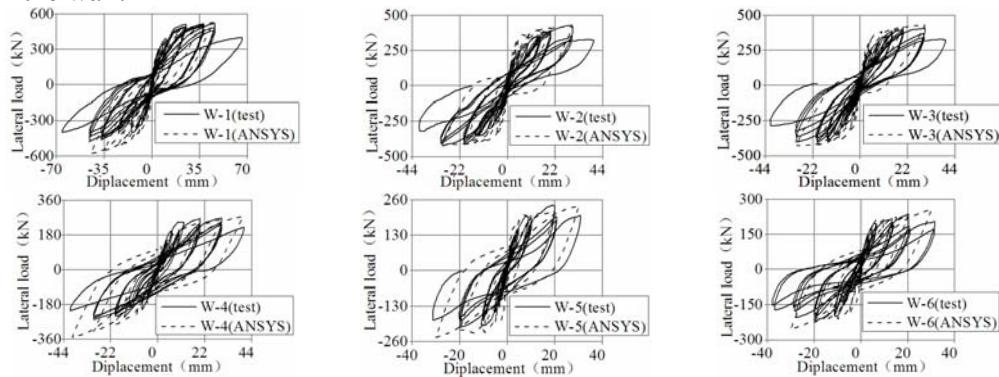 Lateral load (kN)
600
300
0
-300
-600
W-1(test)
W-1(ANSYS)
-70 -35 0 35 70
Diplacement (mm)
Lateral load (kN)
500
250
0
-250
-500
W-2(test)
W-2(ANSYS)
-44 -22 0 22 44
Diplacement (mm)
Lateral load (kN)
500
250
0
-250
-500
W-3(test)
W-3(ANSYS)
-44 -22 0 22 44
Diplacement (mm)
Lateral load (kN)
360
180
0
-180
-360
W-4(test)
W-4(ANSYS)
-44 -22 0 22 44
Diplacement (mm)
Lateral load (kN)
260
130
0
-130
-260
W-5(test)
W-5(ANSYS)
-40 -20 0 20 40
Diplacement (mm)
Lateral load (kN)
300
150
0
-150
-300
W-6(test)
W-6(ANSYS)
-40 -20 0 20 40
Diplacement (mm)